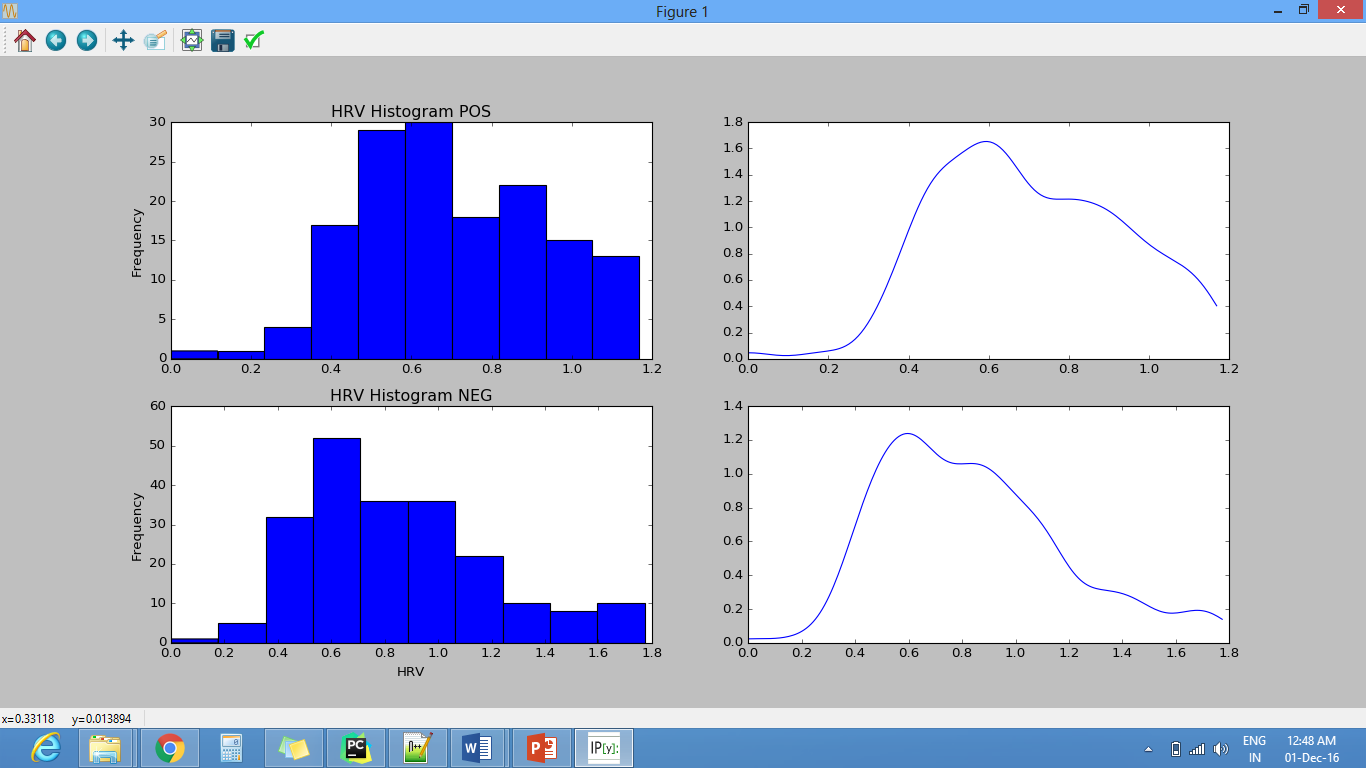 Figure 1
HRV Histogram POS
Frequency
30
25
20
15
10
5
0
0.0 0.2 0.4 0.6 0.8 1.0 1.2
1.8
1.6
1.4
1.2
1.0
0.8
0.6
0.4
0.2
0.0
0.0 0.2 0.4 0.6 0.8 1.0 1.2
HRV Histogram NEG
Frequency
60
50
40
30
20
10
0
0.0 0.2 0.4 0.6 0.8 1.0 1.2 1.4 1.6 1.8
HRV
1.4
1.2
1.0
0.8
0.6
0.4
0.2
0.0
0.0 0.2 0.4 0.6 0.8 1.0 1.2 1.4 1.6 1.8
x=0.33118 y=0.013894
PC
W
P
IP[y]:
ENG
IN
12:48 AM
01-Dec-16